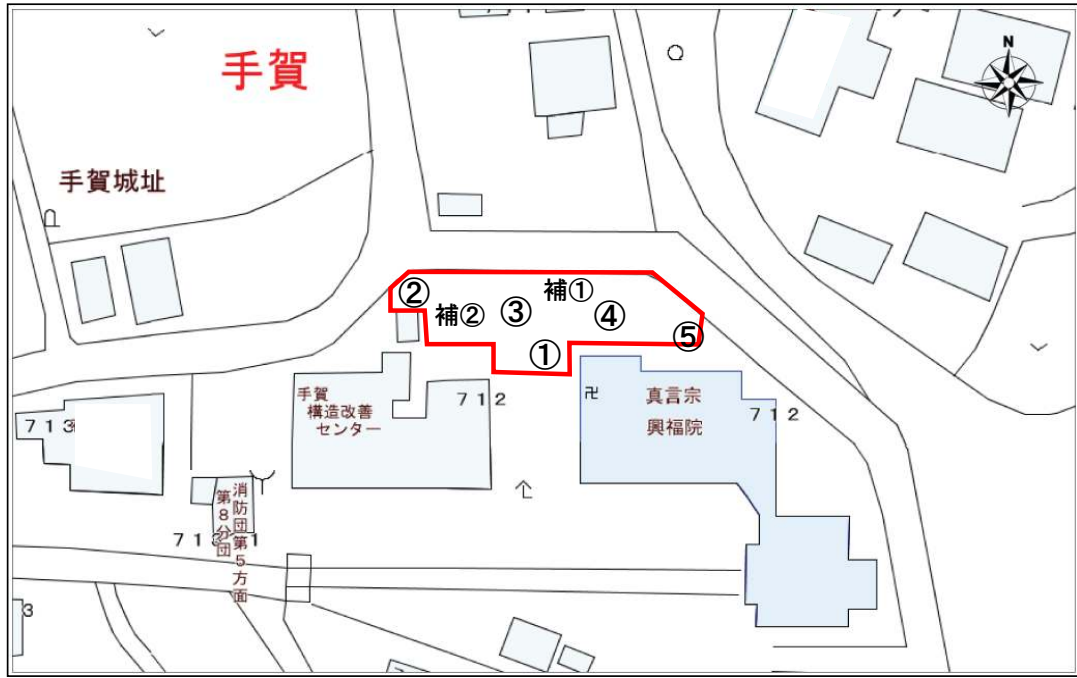 手賀
N
手賀城址
②
補②
③
補①
④
⑤
①
手賀
構造改善
センター
712
卍
真言宗
興福院
712
713
消防団第5方面
第8分団
3